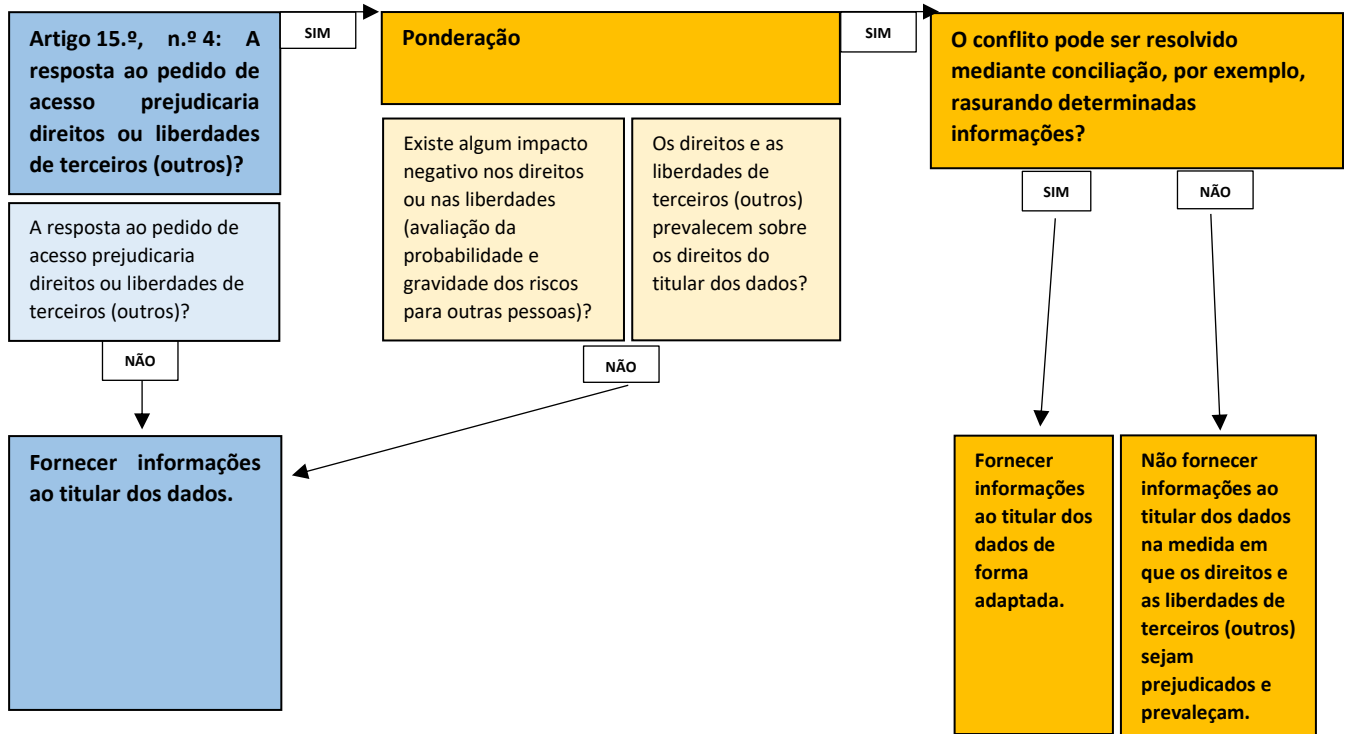 Artigo 15.º, n.º 4: A
resposta ao pedido de
acesso prejudicaria
direitos ou liberdades
de terceiros (outros)?
SIM
Ponderação
SIM
O conflito pode ser resolvido
mediante conciliação, por exemplo,
rasurando determinadas
informações?
A resposta ao pedido de
acesso prejudicaria
direitos ou liberdades de
terceiros (outros)?
Existe algum impacto
negativo nos direitos
ou nas liberdades
(avaliação da
probabilidade e
gravidade dos riscos
para outras pessoas)?
Os direitos e as
liberdades de
terceiros (outros)
prevalecem sobre
os direitos do
titular dos dados?
SIM
NÃO
NÃO
NÃO
Fornecer informações
ao titular dos dados.
Fornecer
informações
ao titular dos
dados de
forma
adaptada.
Não fornecer
informações ao
titular dos dados
na medida em
que os direitos e
as liberdades de
terceiros (outros)
sejam
prejudicados e
prevaleçam.